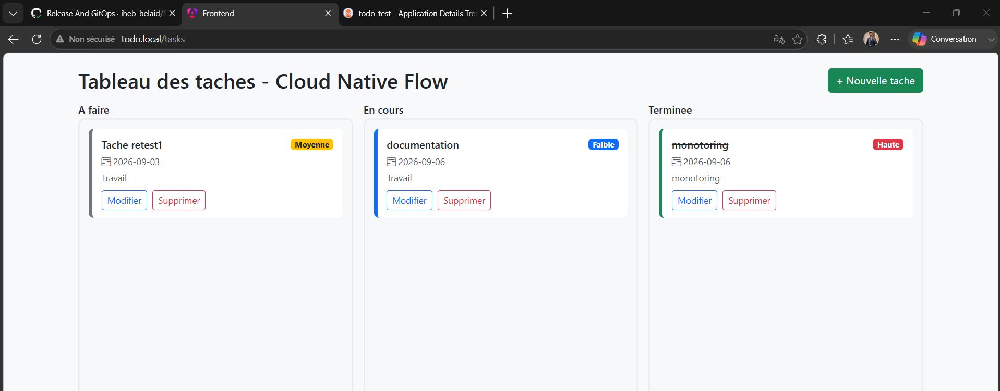 Release And GitOps · iheb-belaid/S
Frontend
todo-test - Application Details Tree
Non sécurisé todo.local/tasks
Conversation
Tableau des taches - Cloud Native Flow
+ Nouvelle tache
A faire
En cours
Terminee
Tache retest1
Moyenne
2026-09-03
Travail
Modifier
Supprimer
documentation
Faible
2026-09-06
Travail
Modifier
Supprimer
monotoring
Haute
2026-09-06
monotoring
Modifier
Supprimer